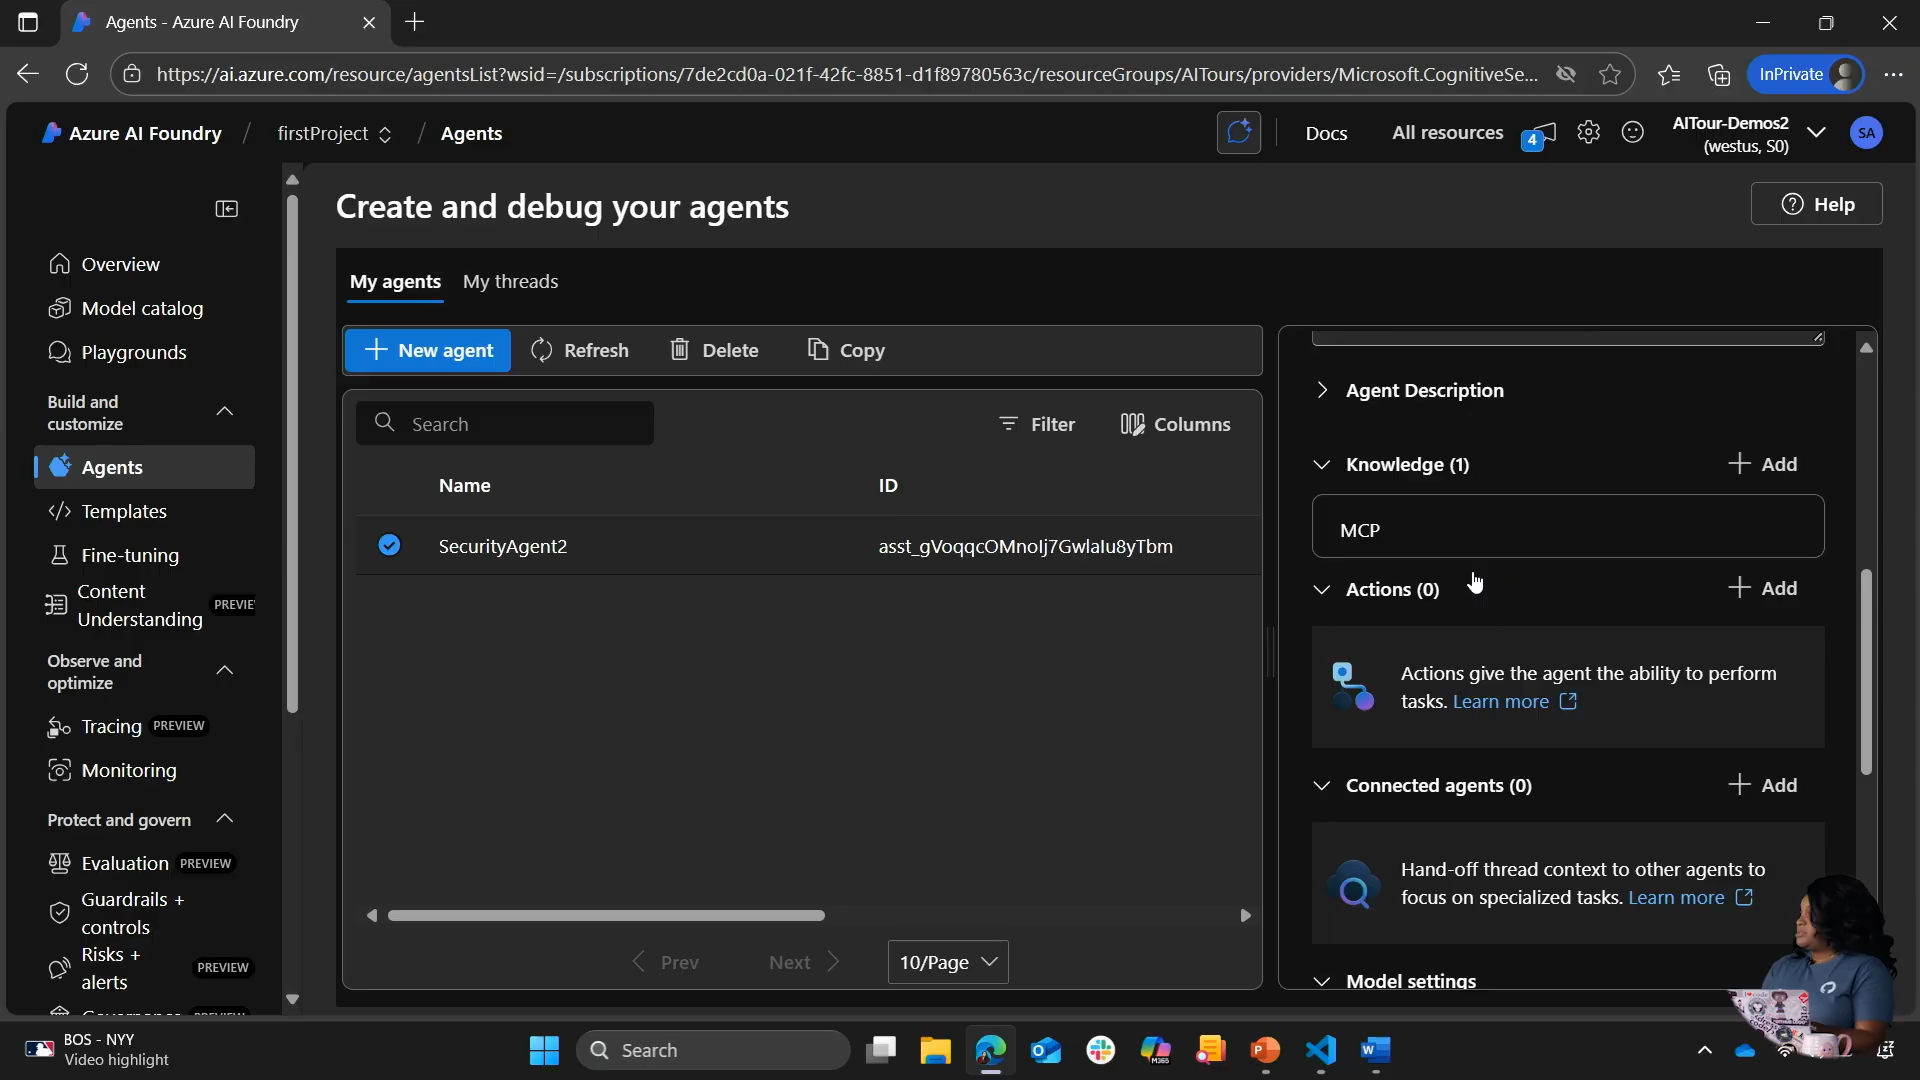 Agents - Azure AI Foundry
https://ai.azure.com/resource/agentsList?wsid=/subscriptions/7de2cd0a-021f-42fc-8851-d1f89780563c/resourceGroups/AITours/providers/Microsoft.CognitiveSe...
InPrivate
Azure AI Foundry / firstProject / Agents
Docs
All resources
4
AITour-Demos2
(westus, S0)
SA
Create and debug your agents
Help
Overview
Model catalog
Playgrounds
Build and
customize
Agents
Templates
Fine-tuning
Content
Understanding
PREVIE
Observe and
optimize
Tracing PREVIEW
Monitoring
Protect and govern
Evaluation PREVIEW
Guardrails +
controls
Risks +
alerts
PREVIEW
My agents
My threads
New agent
Refresh
Delete
Copy
Search
Filter
Columns
Name
ID
SecurityAgent2
asst_gVoqqcOMnolj7Gwlalu8yTbm
Prev
Next
10/Page
Agent Description
Knowledge (1)
Add
MCP
Actions (0)
Add
Actions give the agent the ability to perform
tasks. Learn more
Connected agents (0)
Add
Hand-off thread context to other agents to
focus on specialized tasks. Learn more
Model settings
BOS - NYY
Video highlight
Search
M365